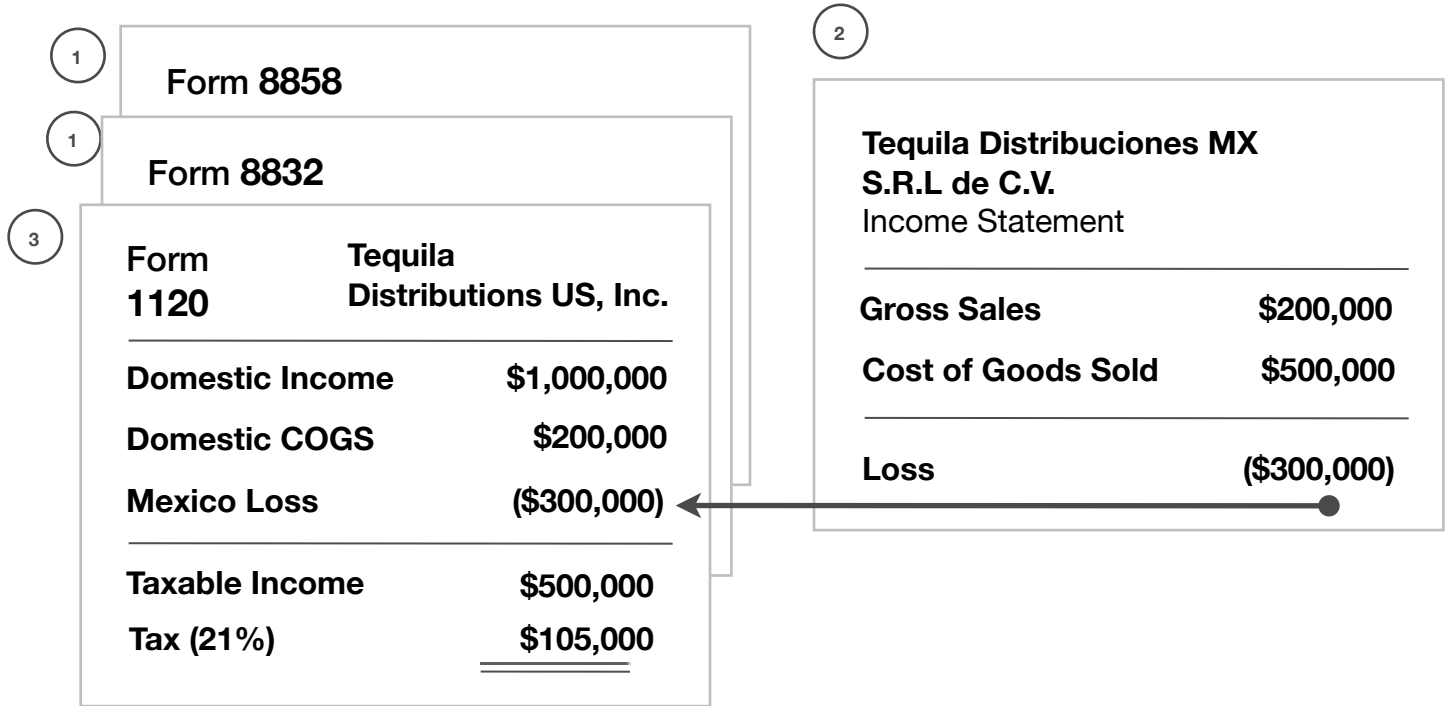 1
Form 8858
1
Form 8832
3
Form
1120
Tequila
Distributions US, Inc.
Domestic Income $1,000,000
Domestic COGS $200,000
Mexico Loss ($300,000)
Taxable Income $500,000
Tax (21%) $105,000
2
Tequila Distribuciones MX
S.R.L de C.V.
Income Statement
Gross Sales $200,000
Cost of Goods Sold $500,000
Loss ($300,000)